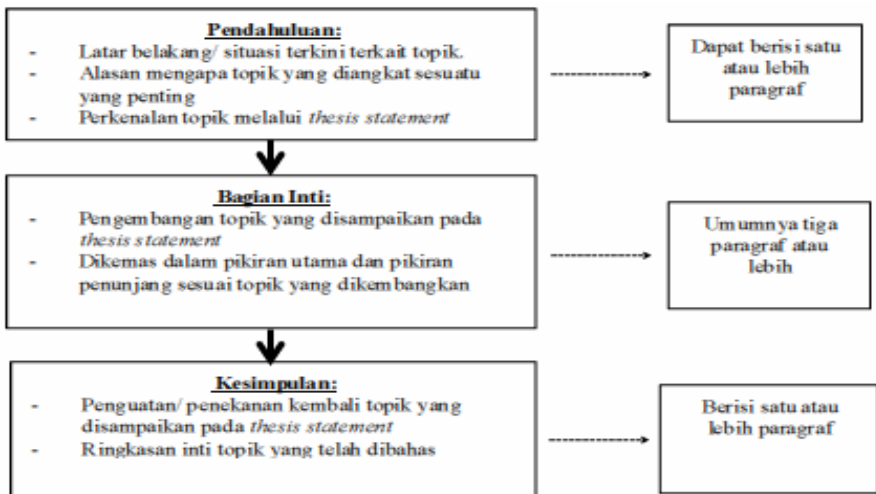 Pendahuluan:
- Latar belakang/ situasi terkini terkait topik.
- Alasan mengapa topik yang diangkat sesuatu
yang penting
- Perkenalan topik melalui thesis statement
Dapat berisi satu
atau lebih
paragraf
Bagian Inti:
- Pengembangan topik yang disampaikan pada
thesis statement
- Dikemas dalam pikiran utama dan pikiran
penunjang sesuai topik yang dikembangkan
Umumnya tiga
paragraf atau
lebih
Kesimpulan:
- Penguatan/ penekanan kembali topik yang
disampaikan pada thesis statement
- Ringkasan inti topik yang telah dibahas
Berisi satu atau
lebih paragraf